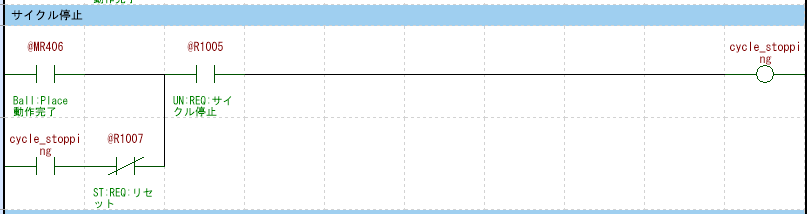 動作完了
サイクル停止
@MR406
@R1005
cycle_stoppi
ng
Ball:Place
動作完了
UN:REQ:サイ
クル停止
cycle_stoppi
ng
@R1007
ST:REQ:リセ
ット